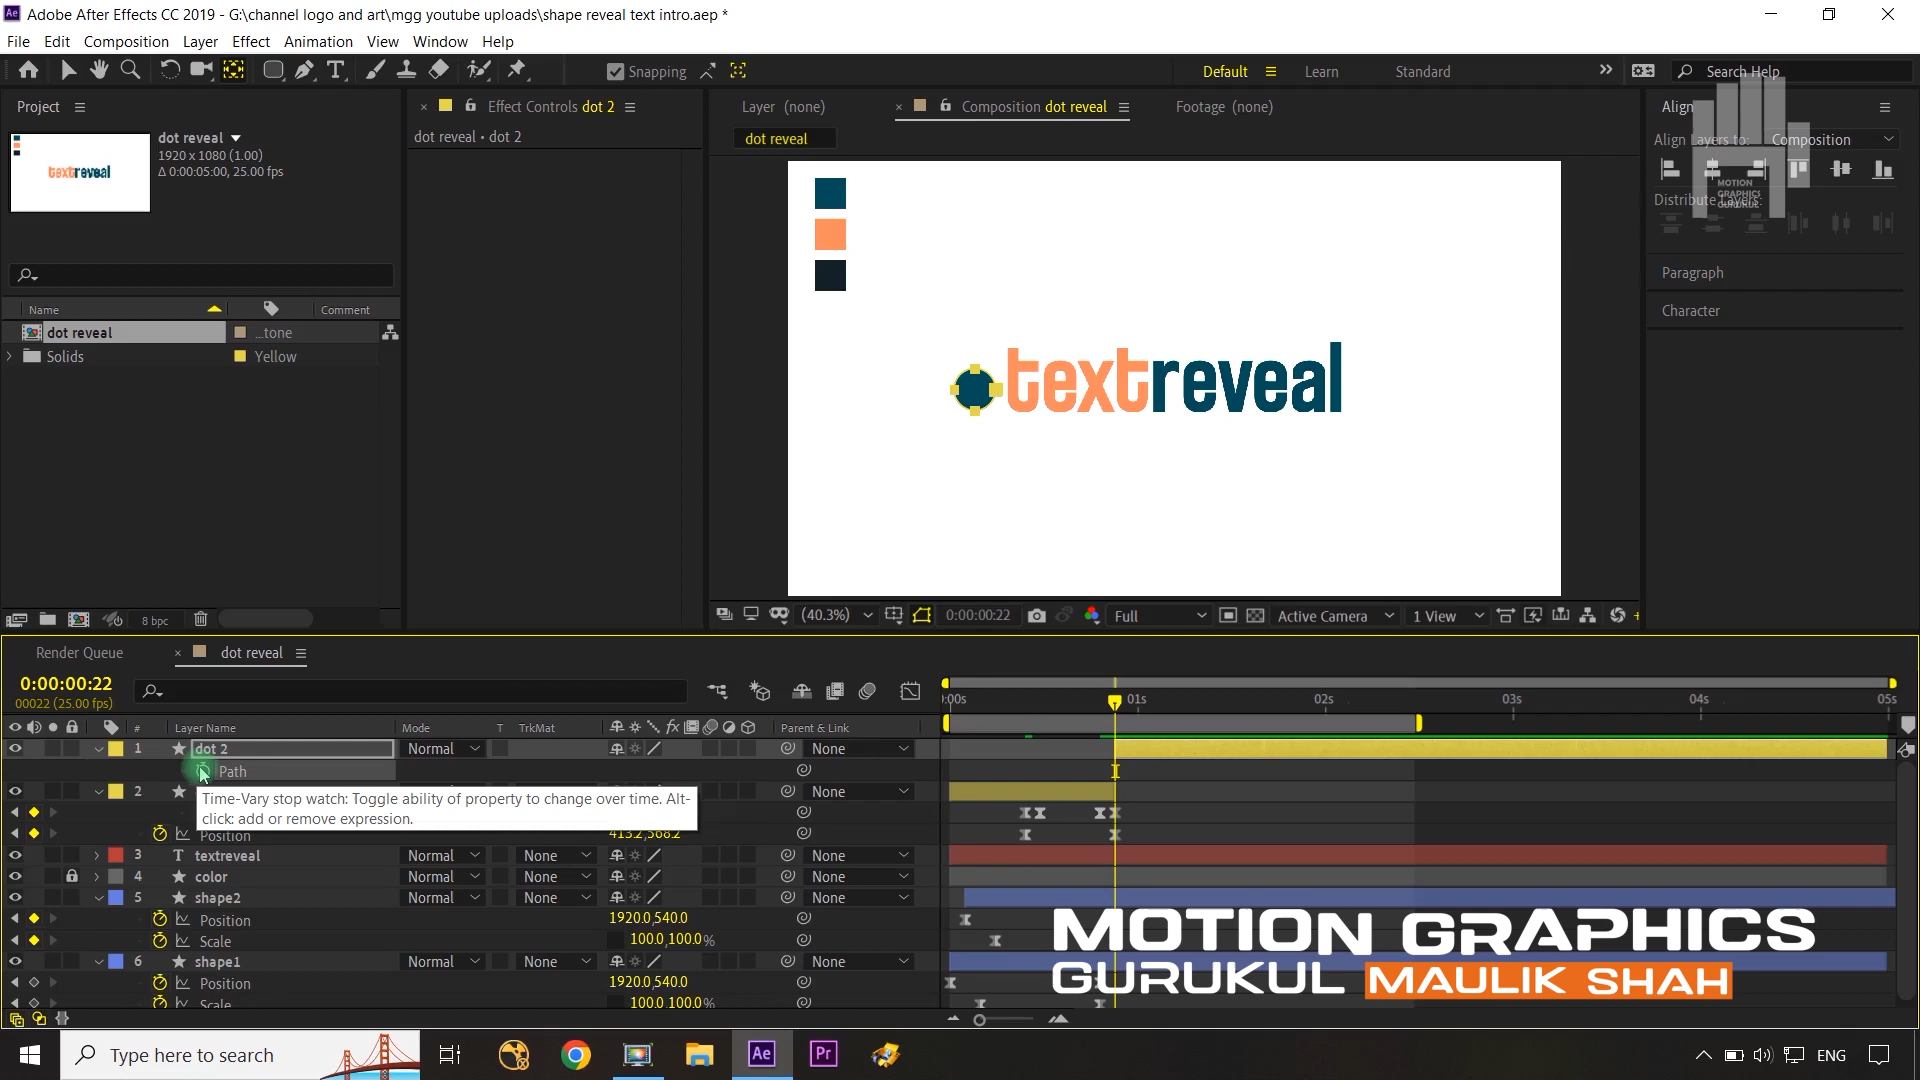 Adobe After Effects CC 2019 - G:\channel logo and art\mgg youtube uploads\shape reveal text intro.aep *
File Edit Composition Layer Effect Animation View Window Help
Snapping
Default Learn Standard
Search Help
Project
Effect Controls dot 2
Layer (none)
Composition dot reveal
Footage (none)
Align
dot reveal
1920 x 1080 (1.00)
Δ 0:00:05:00, 25.00 fps
dot reveal • dot 2
dot reveal
Align Layers to: Composition
MOTION
GRAPHICS
GURUKUL
Distribute Layers:
Paragraph
Character
textreveal
textreveal
Name Comment
dot reveal ...tone
Solids Yellow
8 bpc
(40.3%) 0:00:00:22 Full Active Camera 1 View
Render Queue
dot reveal
0:00:00:22
00022 (25.00 fps)
):00s 01s 02s 03s 04s 05s
# Layer Name Mode T TrkMat fx Parent & Link
1 dot 2 Normal None
Path
2 None
Time-Vary stop watch: Toggle ability of property to change over time. Alt-
click: add or remove expression.
Position 413.2,568.2
3 T textreveal Normal None None
4 color Normal None None
5 shape2 Normal None None
Position 1920.0,540.0
Scale 100.0,100.0%
6 shape1 Normal None None
Position 1920.0,540.0
Scale 100.0,100.0%
MOTION GRAPHICS
GURUKUL MAULIK SHAH
Type here to search
Ae
Pr
ENG